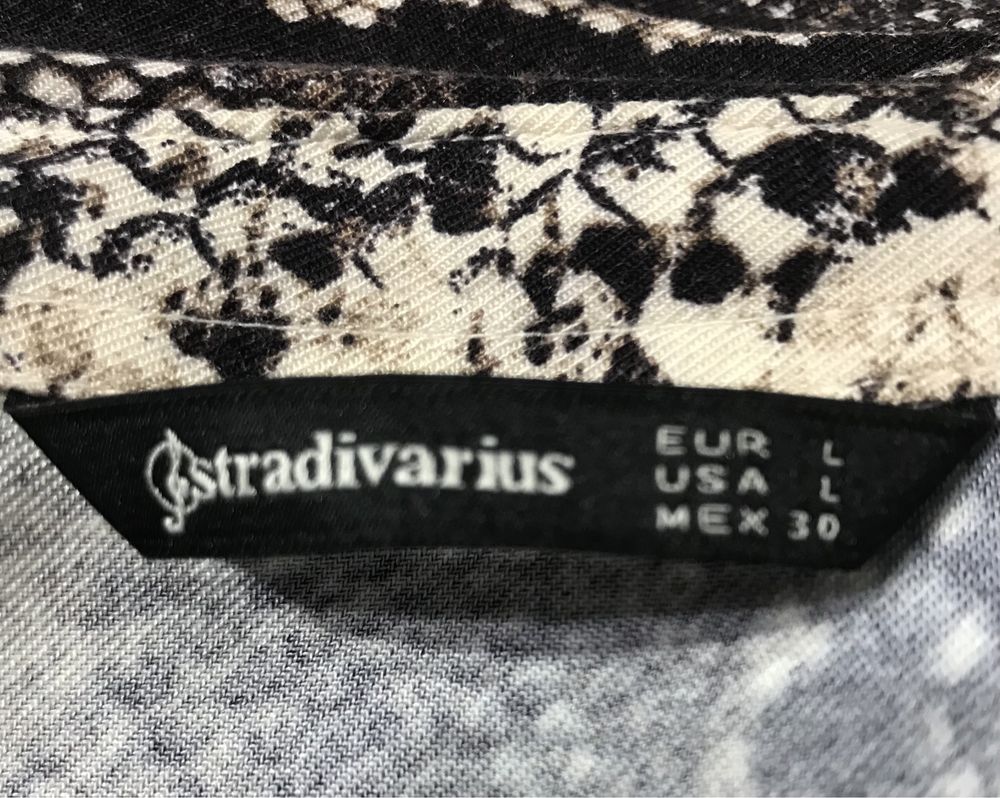 stradivarius
EUR L
USA L
MEX 30